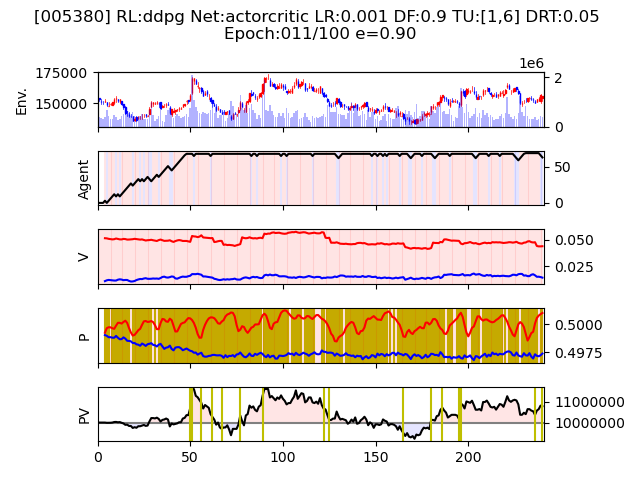 [005380] RL:ddpg Net:actorcritic LR:0.001 DF:0.9 TU:[1,6] DRT:0.05
Epoch:011/100 e=0.90
1e6
Env.
175000
150000
2
0
Agent
50
0
V
0.050
0.025
P
0.5000
0.4975
PV
11000000
10000000
0 50 100 150 200